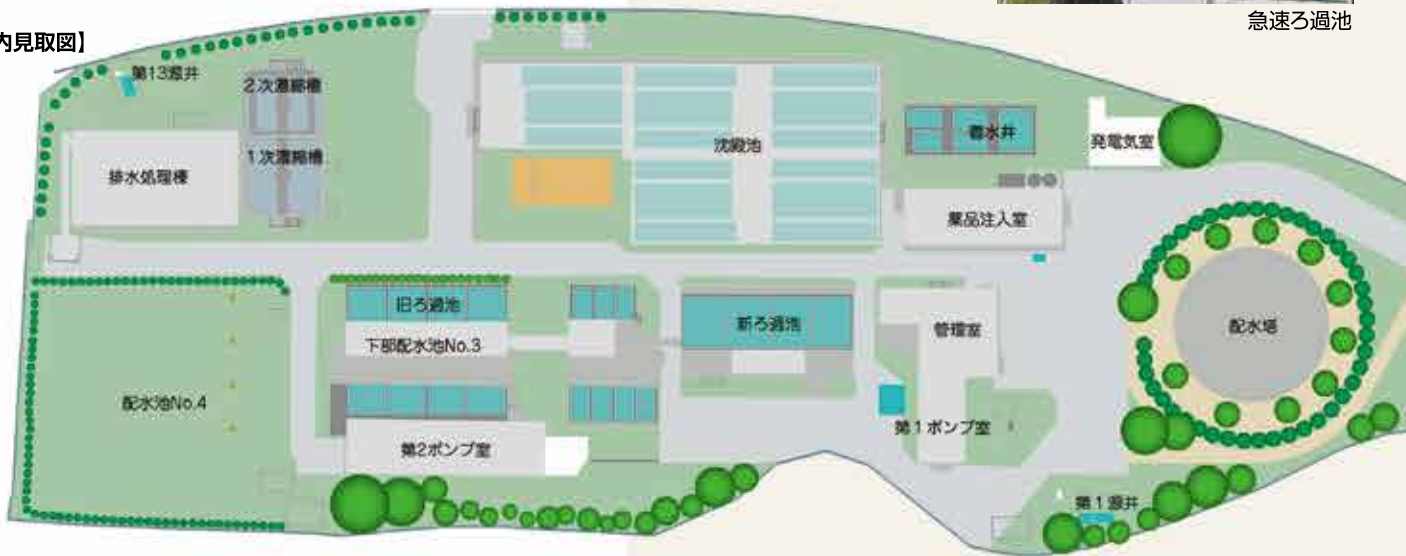 急速ろ過池
内見取図】
第13源井
2次濃縮槽
1次濃縮槽
排水処理棟
沈殿池
着水井
発電気室
薬品注入室
旧ろ過池
下部配水池No.3
新ろ過池
管理室
配水塔
配水池No.4
第2ポンプ室
第1ポンプ室
第1源井